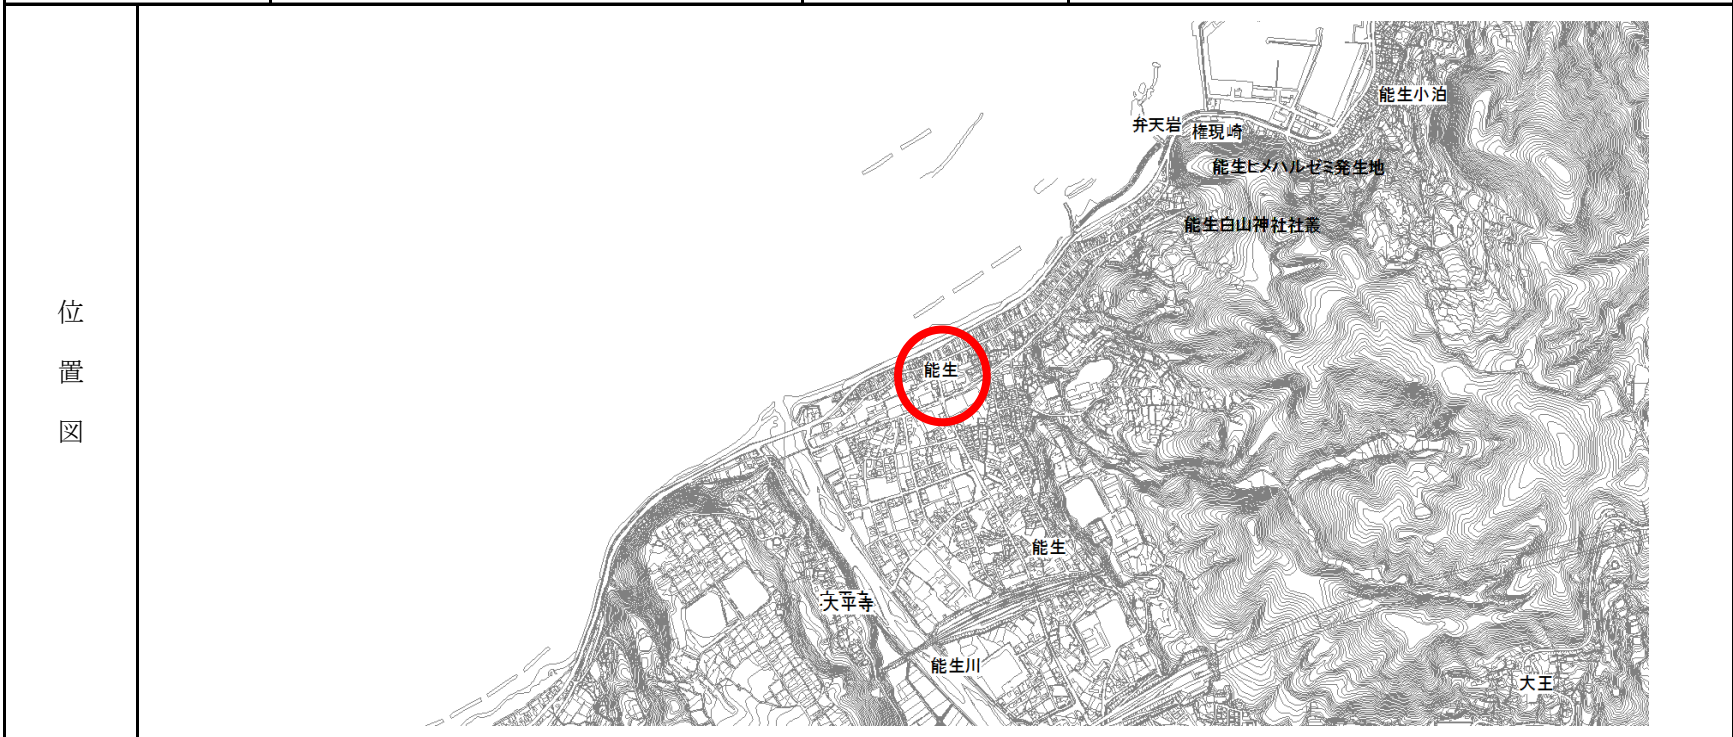 位
置
図
能生小泊
弁天岩
権現崎
能生ヒメハルゼミ発生地
能生白山神社社叢
能生
能生
大平寺
能生川
大王